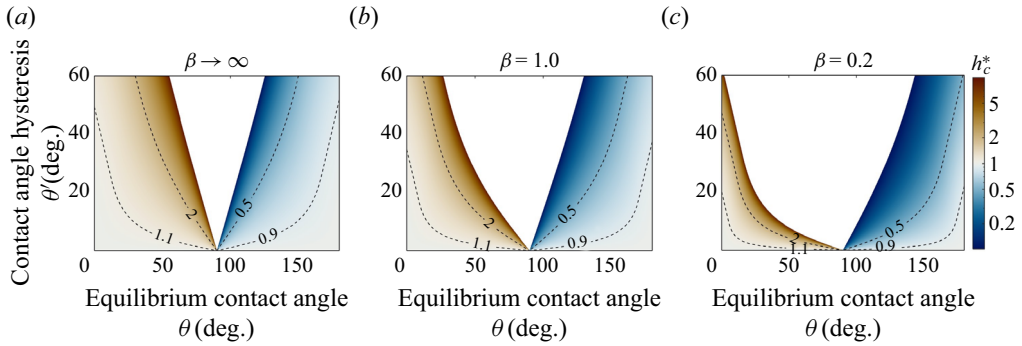 (a) (b) (c)
β → ∞ β = 1.0 β = 0.2 h*c
60 60 60
40 40 40
20 20 20
Contact angle hysteresis
θ′(deg.)
2 0.5 2 0.5 2 0.5
1.1 0.9 1.1 0.9 1.1 0.9
5
2
1
0.5
0.2
0 50 100 150 0 50 100 150 0 50 100 150
Equilibrium contact angle Equilibrium contact angle Equilibrium contact angle
θ (deg.) θ (deg.) θ (deg.)